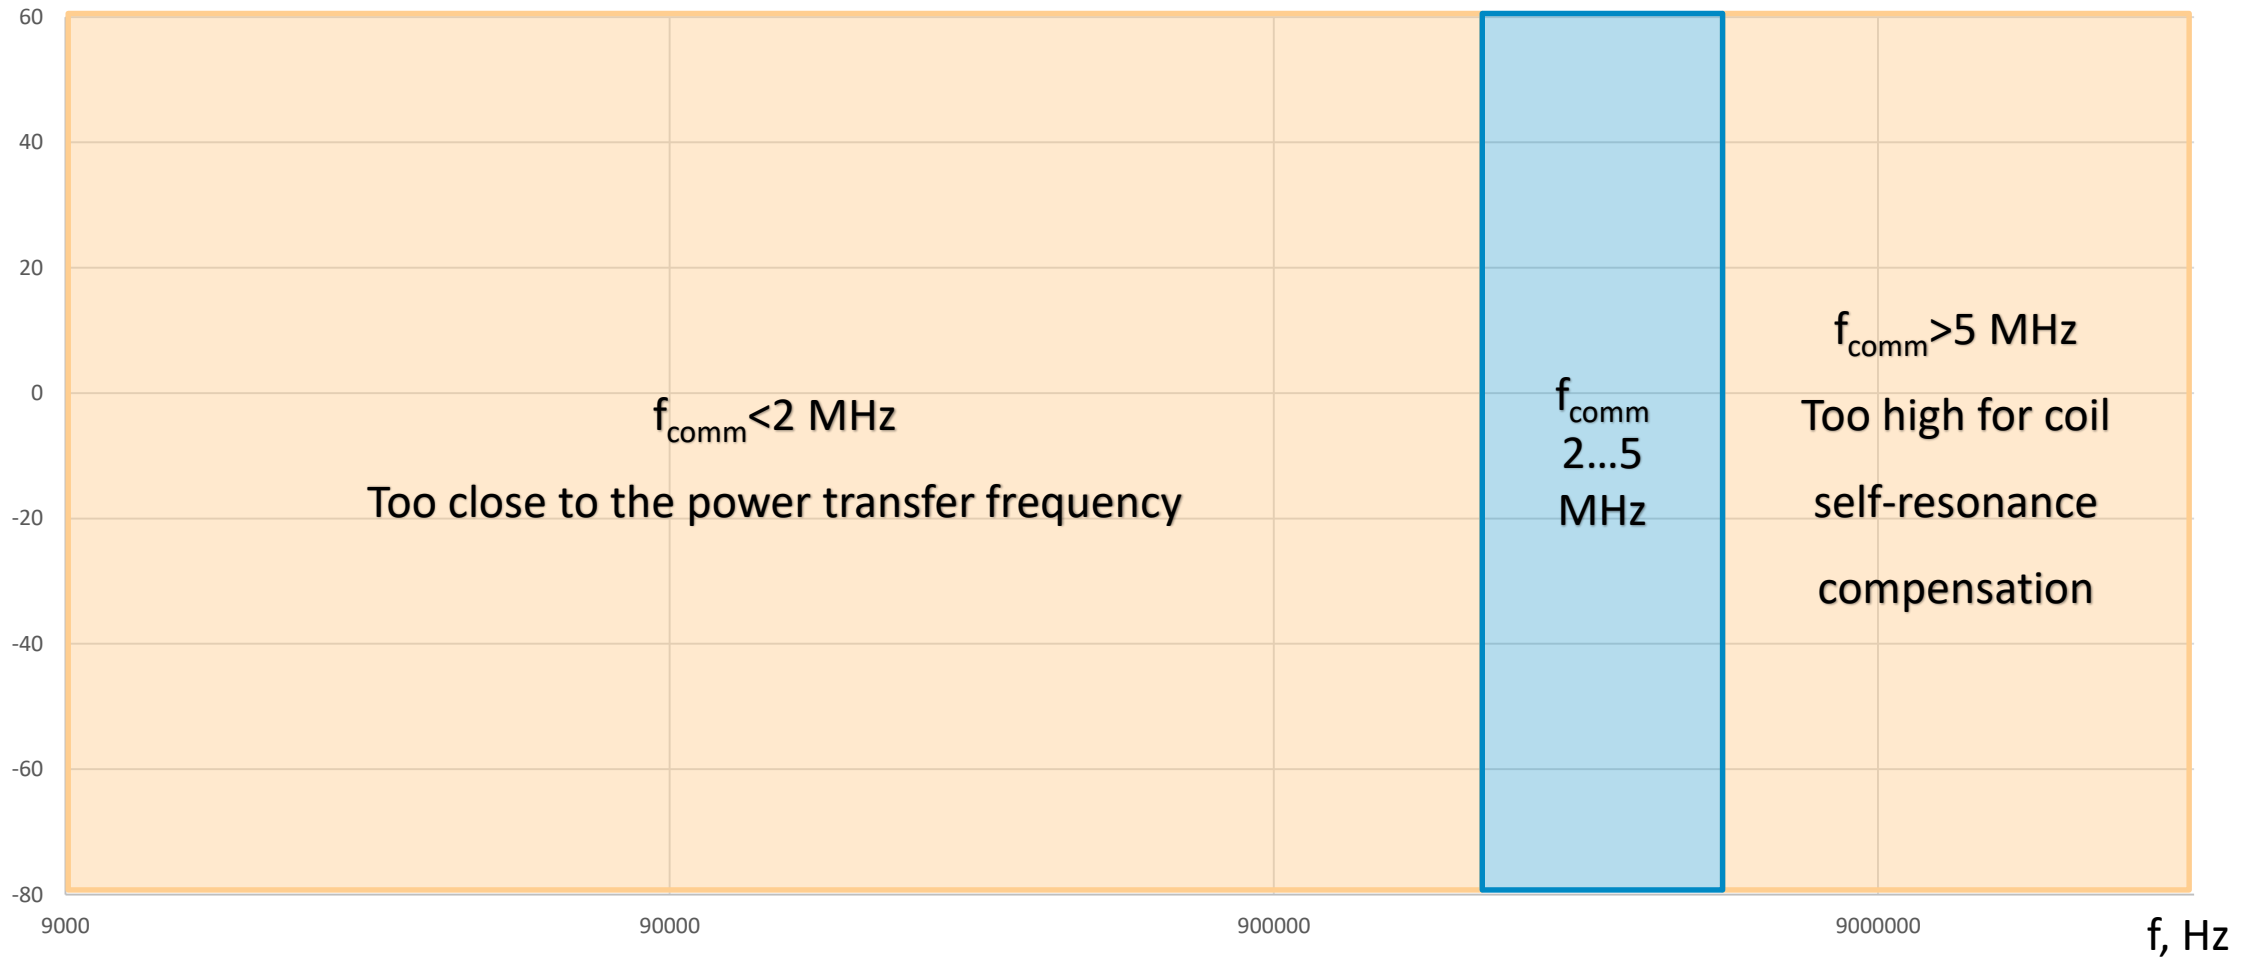 60
40
20
0
-20
-40
-60
-80
9000
90000
900000
9000000
f, Hz
f_comm<2 MHz
Too close to the power transfer frequency
f_comm
2...5
MHz
f_comm>5 MHz
Too high for coil
self-resonance
compensation